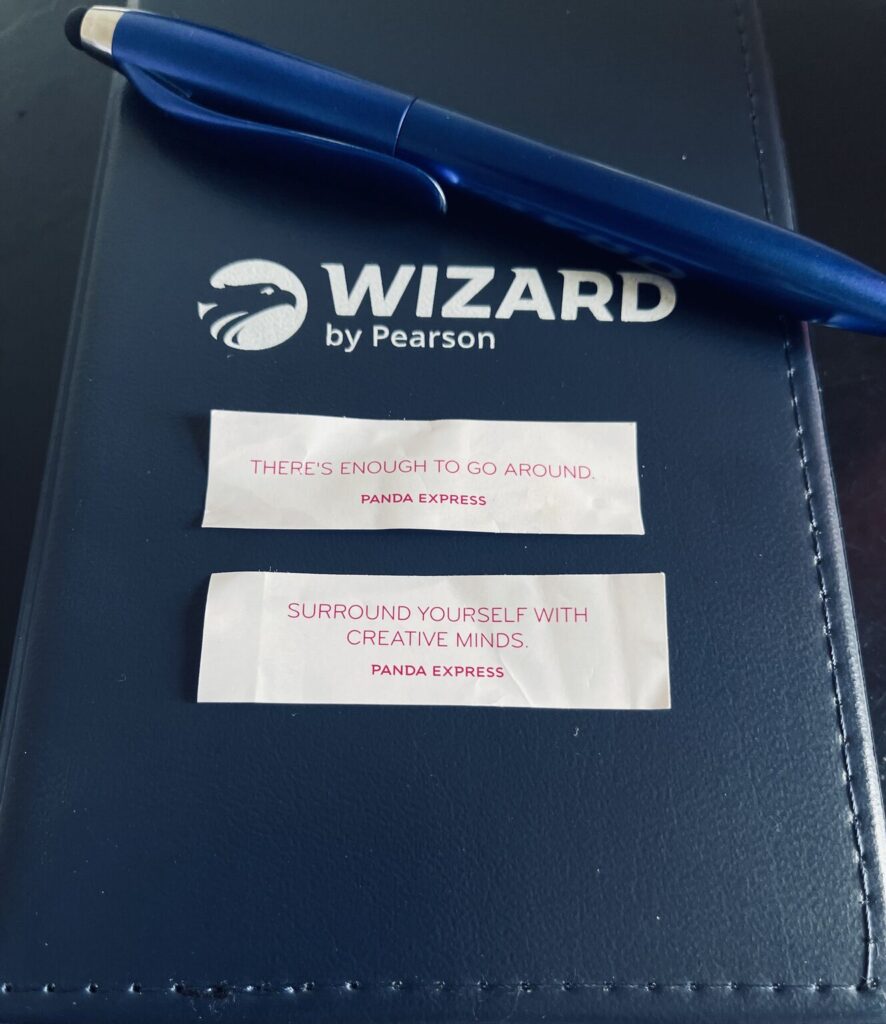 WIZARD
by Pearson
THERE'S ENOUGH TO GO AROUND.
PANDA EXPRESS
SURROUND YOURSELF WITH
CREATIVE MINDS.
PANDA EXPRESS